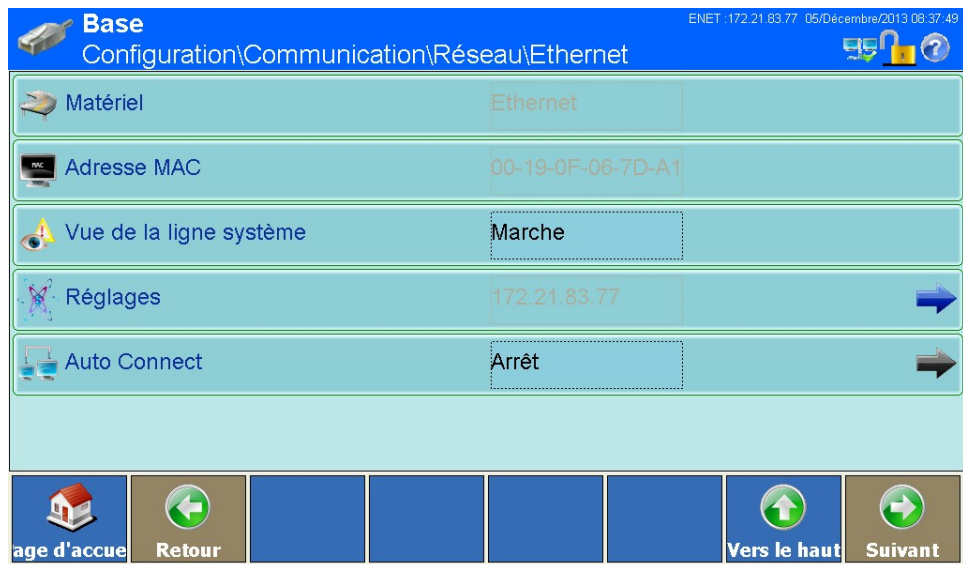 Base
ENET :172.21.83.77 05/Décembre/2013 08:37:49
Configuration\Communication\Réseau\Ethernet
Matériel Ethernet
MAC Adresse MAC 00-19-0F-06-7D-A1
Vue de la ligne système Marche
Réglages 172.21.83.77
Auto Connect Arrêt
age d'accue Retour Vers le haut Suivant